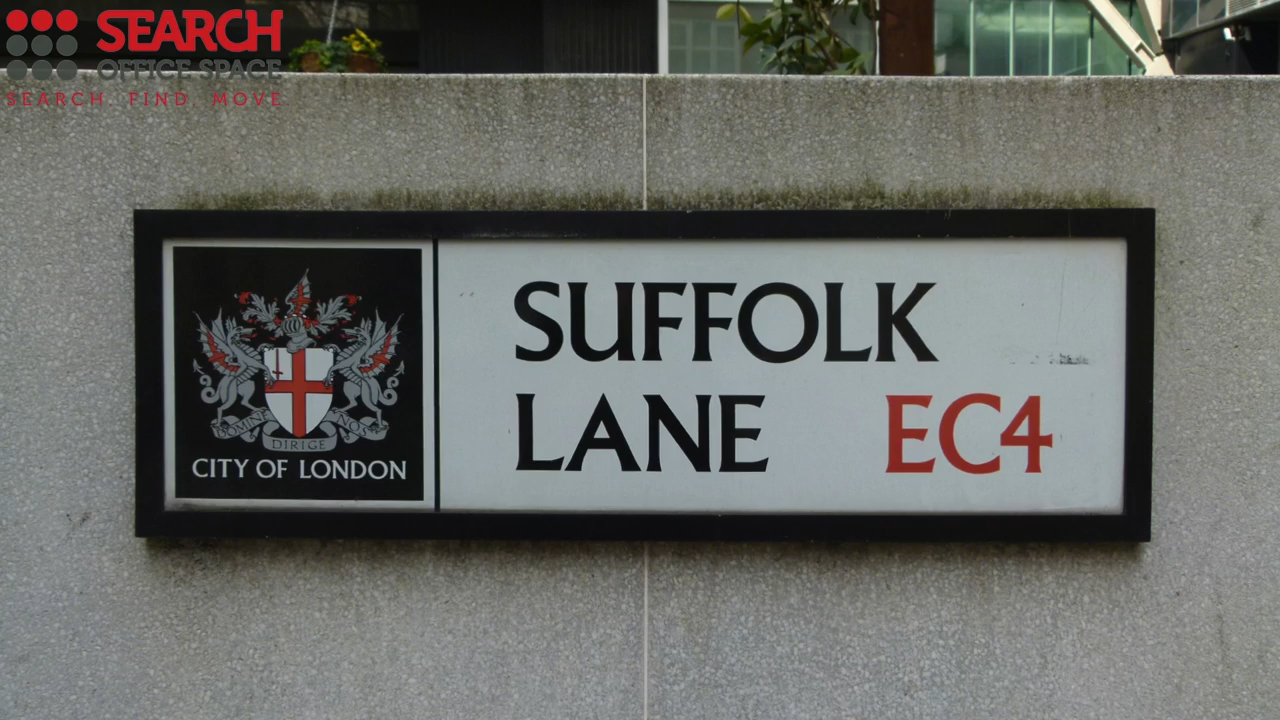 SEARCH
OFFICE SPACE
SEARCH FIND MOVE
SUFFOLK
LANE EC4
DOMINE DIRIGE NOS
CITY OF LONDON